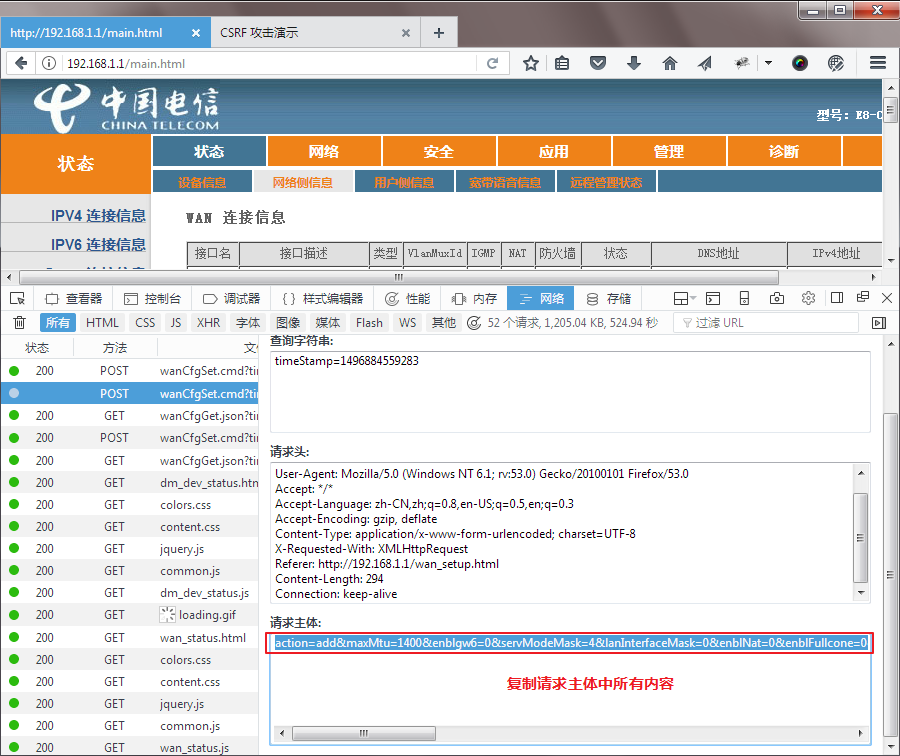 http://192.168.1.1/main.html
CSRF 攻击演示
192.168.1.1/main.html
中国电信
CHINA TELECOM
型号：E8-C
状态
状态 网络 安全 应用 管理 诊断
设备信息 网络侧信息 用户侧信息 宽带语音信息 远程管理状态
IPV4 连接信息
IPV6 连接信息
WAN 连接信息
接口名 接口描述 类型 VlanMuxId IGMP NAT 防火墙 状态 DNS地址 IPv4地址
查看器 控制台 调试器 {} 样式编辑器 性能 内存 网络 存储
所有 HTML CSS JS XHR 字体 图像 媒体 Flash WS 其他 52 个请求, 1,205.04 KB, 524.94 秒 过滤 URL
状态 方法 文
200 POST wanCfgSet.cmd?ti
POST wanCfgSet.cmd?ti
200 GET wanCfgGet.json?ti
200 POST wanCfgSet.cmd?ti
200 GET wanCfgGet.json?ti
200 GET dm_dev_status.htn
200 GET colors.css
200 GET content.css
200 GET jquery.js
200 GET common.js
200 GET dm_dev_status.js
200 GET loading.gif
200 GET wan_status.html
200 GET colors.css
200 GET content.css
200 GET jquery.js
200 GET common.js
200 GET wan_status.js
查询字符串:
timeStamp=1496884559283
请求头:
User-Agent: Mozilla/5.0 (Windows NT 6.1; rv:53.0) Gecko/20100101 Firefox/53.0
Accept: */*
Accept-Language: zh-CN,zh;q=0.8,en-US;q=0.5,en;q=0.3
Accept-Encoding: gzip, deflate
Content-Type: application/x-www-form-urlencoded; charset=UTF-8
X-Requested-With: XMLHttpRequest
Referer: http://192.168.1.1/wan_setup.html
Content-Length: 294
Connection: keep-alive
请求主体:
action=add&maxMtu=1400&enblgw6=0&servModeMask=4&lanInterfaceMask=0&enblNat=0&enblFullcone=0
复制请求主体中所有内容